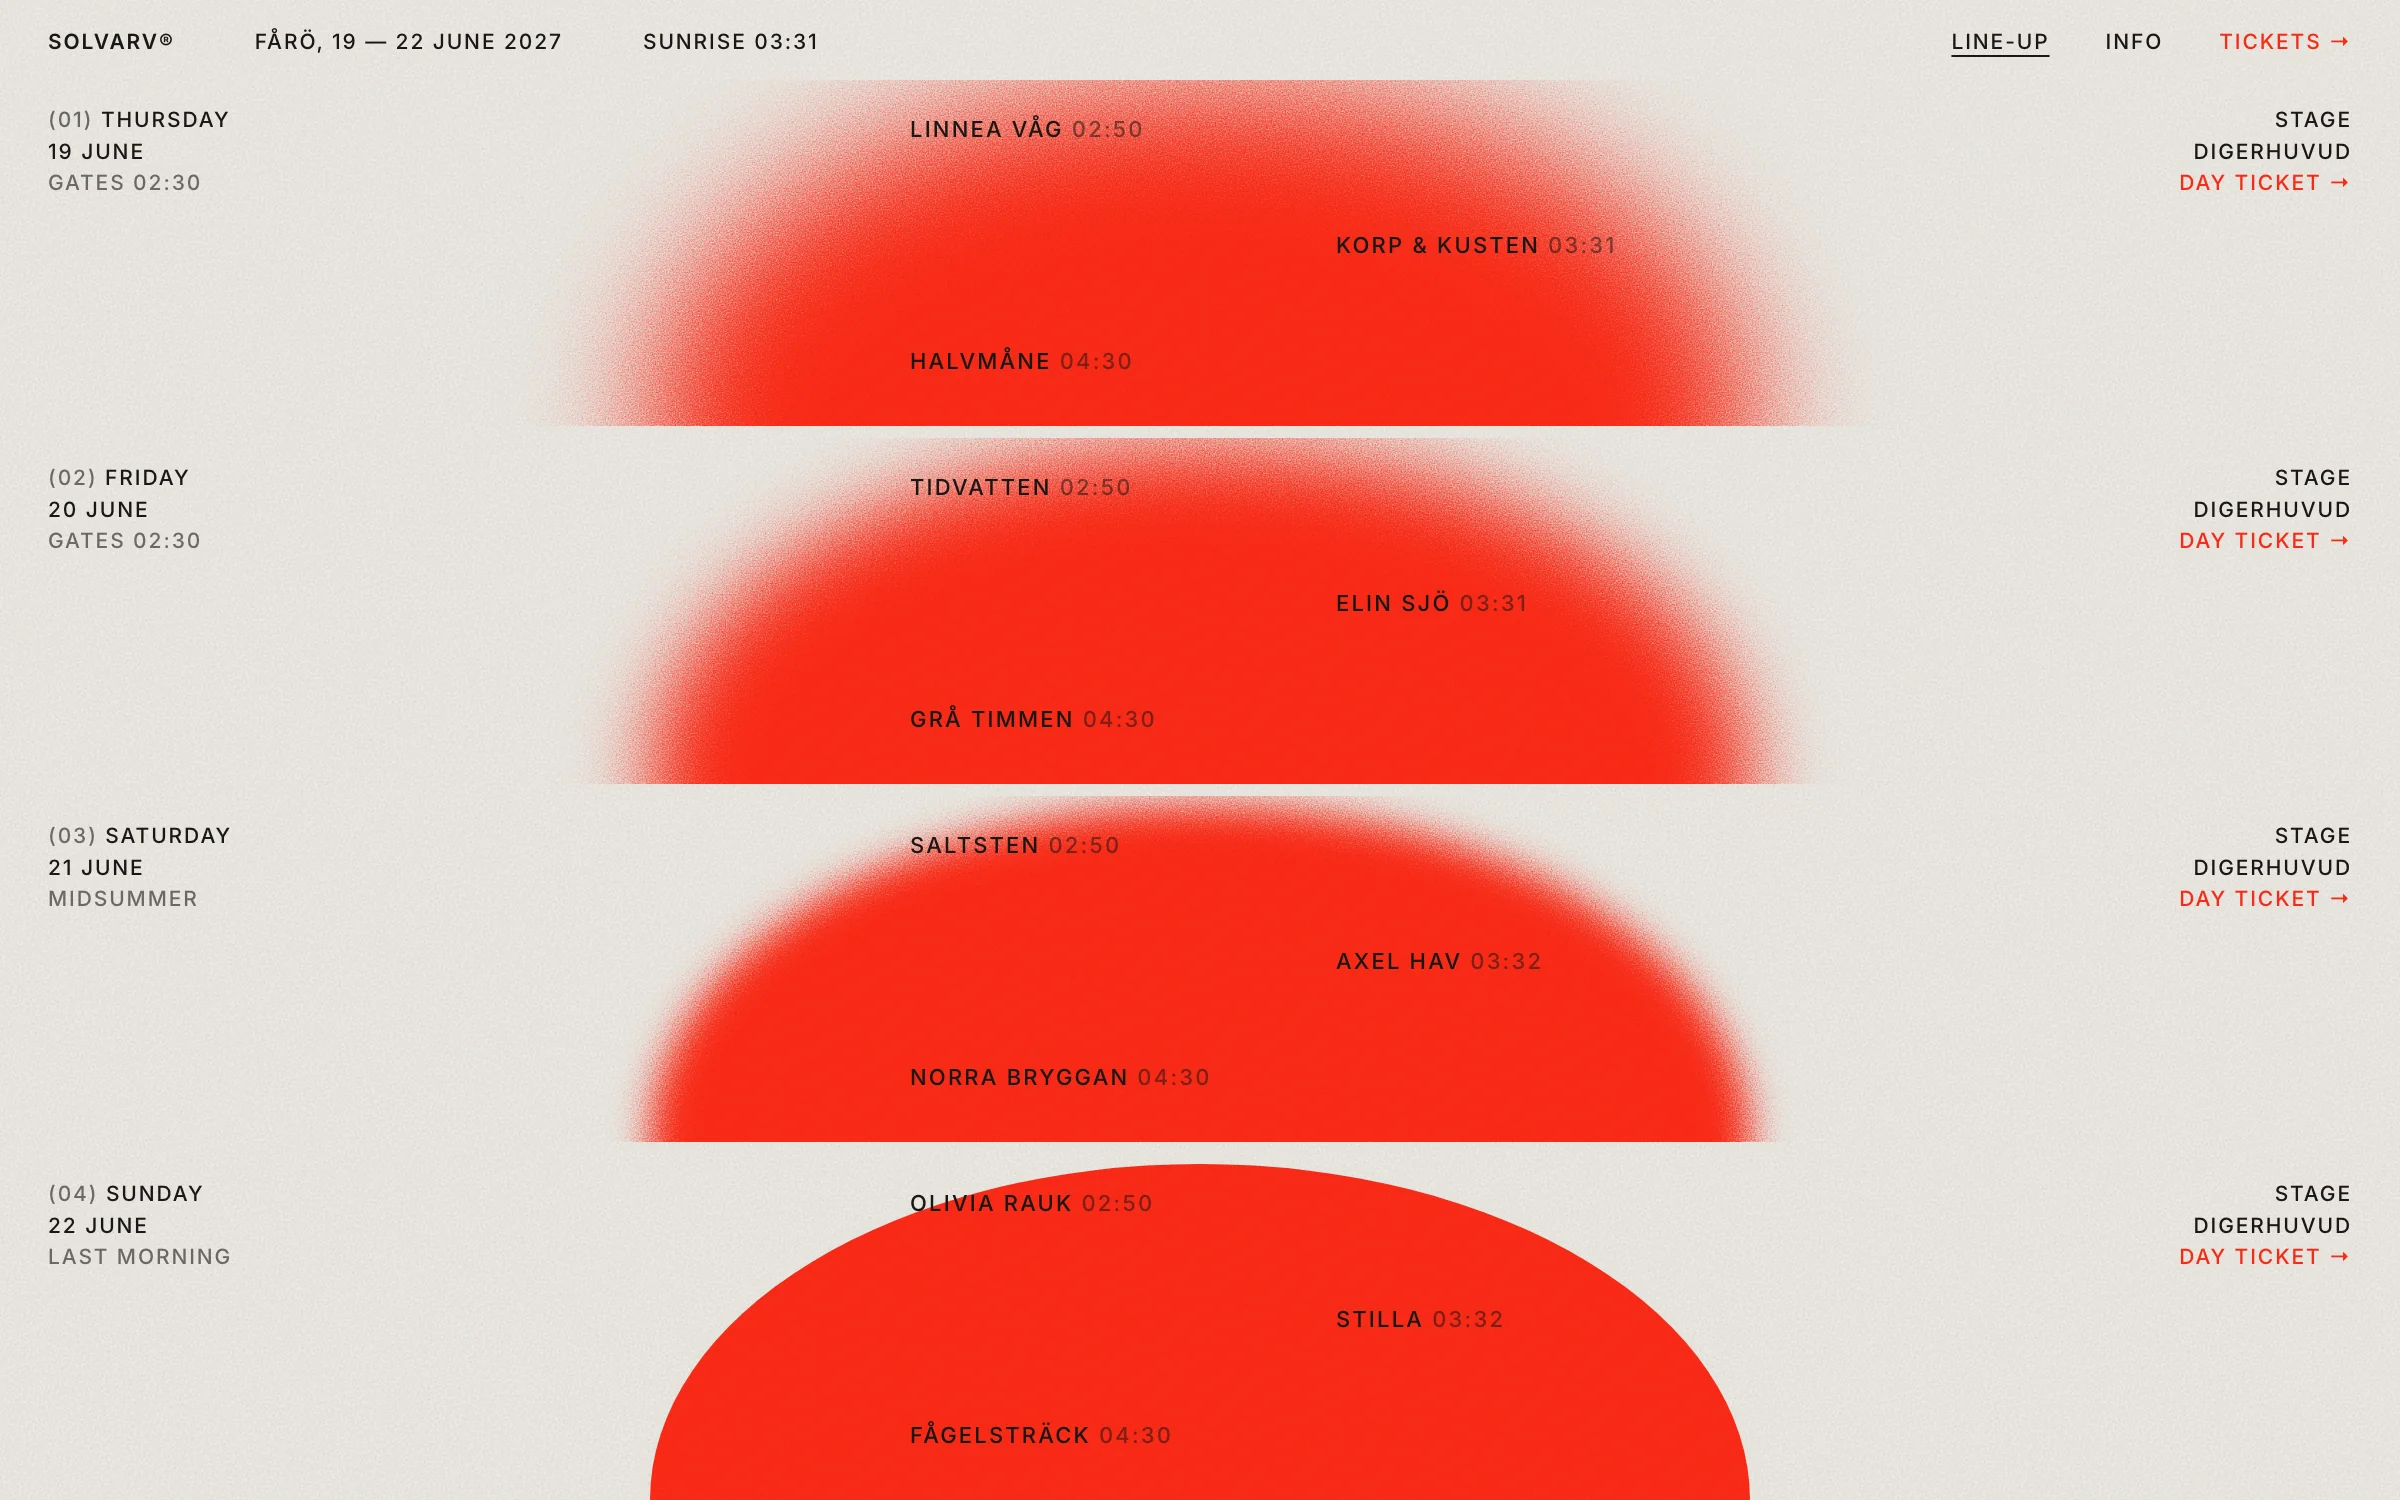 SOLVARV® FÅRÖ, 19 — 22 JUNE 2027 SUNRISE 03:31 LINE-UP INFO TICKETS →
(01) THURSDAY
19 JUNE
GATES 02:30
LINNEA VÅG 02:50
KORP & KUSTEN 03:31
HALVMÅNE 04:30
STAGE
DIGERHUVUD
DAY TICKET →
(02) FRIDAY
20 JUNE
GATES 02:30
TIDVATTEN 02:50
ELIN SJÖ 03:31
GRÅ TIMMEN 04:30
STAGE
DIGERHUVUD
DAY TICKET →
(03) SATURDAY
21 JUNE
MIDSUMMER
SALTSTEN 02:50
AXEL HAV 03:32
NORRA BRYGGAN 04:30
STAGE
DIGERHUVUD
DAY TICKET →
(04) SUNDAY
22 JUNE
LAST MORNING
OLIVIA RAUK 02:50
STILLA 03:32
FÅGELSTRÄCK 04:30
STAGE
DIGERHUVUD
DAY TICKET →